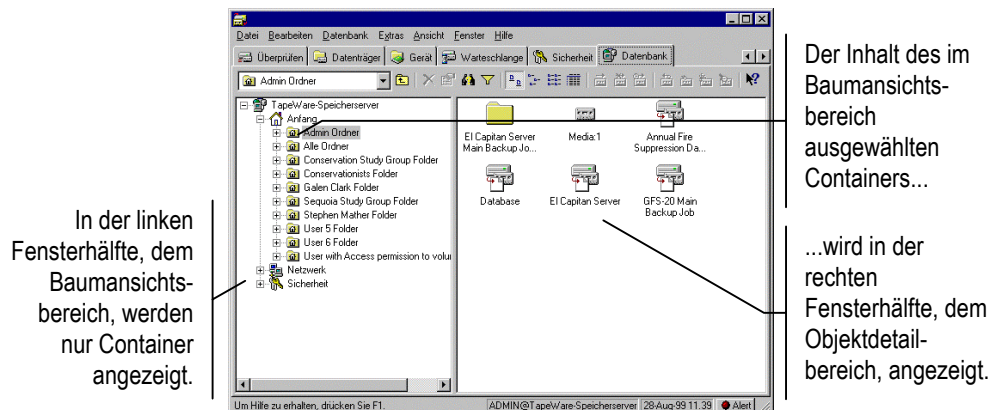 Datei Bearbeiten Datenbank Extras Ansicht Fenster Hilfe
Überprüfen Datenträger Gerät Warteschlange Sicherheit Datenbank
Admin Ordner
TapeWare-Speicherserver
Anfang
Admin Ordner
Alle Ordner
Conservation Study Group Folder
Conservationists Folder
Galen Clark Folder
Sequoia Study Group Folder
Stephen Mather Folder
User 5 Folder
User 6 Folder
User with Access permission to volu
Netzwerk
Sicherheit
El Capitan Server
Main Backup Jo...
Media:1
Annual Fire
Suppression Da...
Database
El Capitan Server
GFS-20 Main
Backup Job
Um Hilfe zu erhalten, drücken Sie F1.
ADMIN@TapeWare-Speicherserver 28-Aug-99 11.39 Alert
In der linken
Fensterhälfte, dem
Baumansichts-
bereich, werden
nur Container
angezeigt.
Der Inhalt des im
Baumansichts-
bereich
ausgewählten
Containers...
...wird in der
rechten
Fensterhälfte, dem
Objektdetail-
bereich, angezeigt.